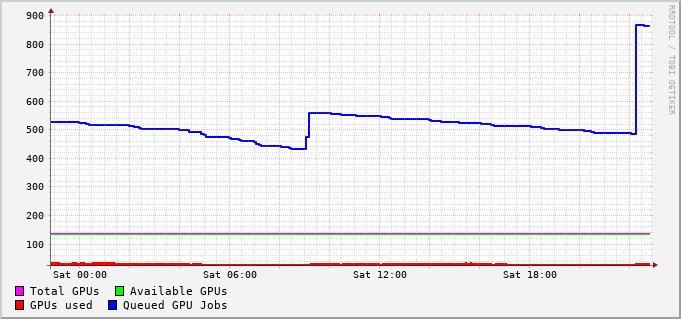 RRDTOOL / TOBI OETIKER
900
800
700
600
500
400
300
200
100
Sat 00:00 Sat 06:00 Sat 12:00 Sat 18:00
Total GPUs Available GPUs
GPUs used Queued GPU Jobs